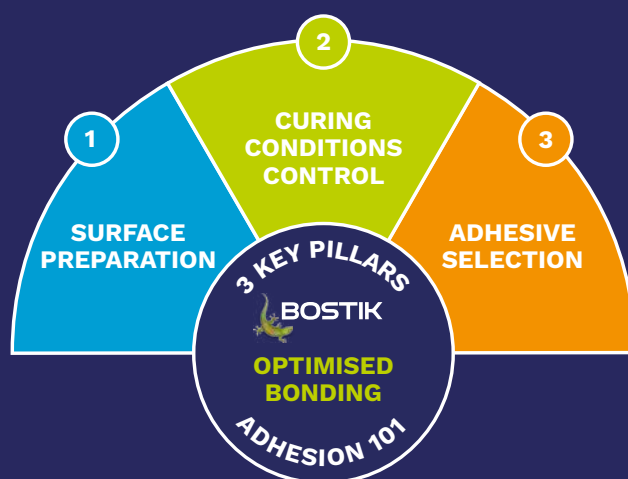 1
SURFACE
PREPARATION
2
CURING
CONDITIONS
CONTROL
3
ADHESIVE
SELECTION
3 KEY PILLARS
BOSTIK
OPTIMISED
BONDING
ADHESION 101